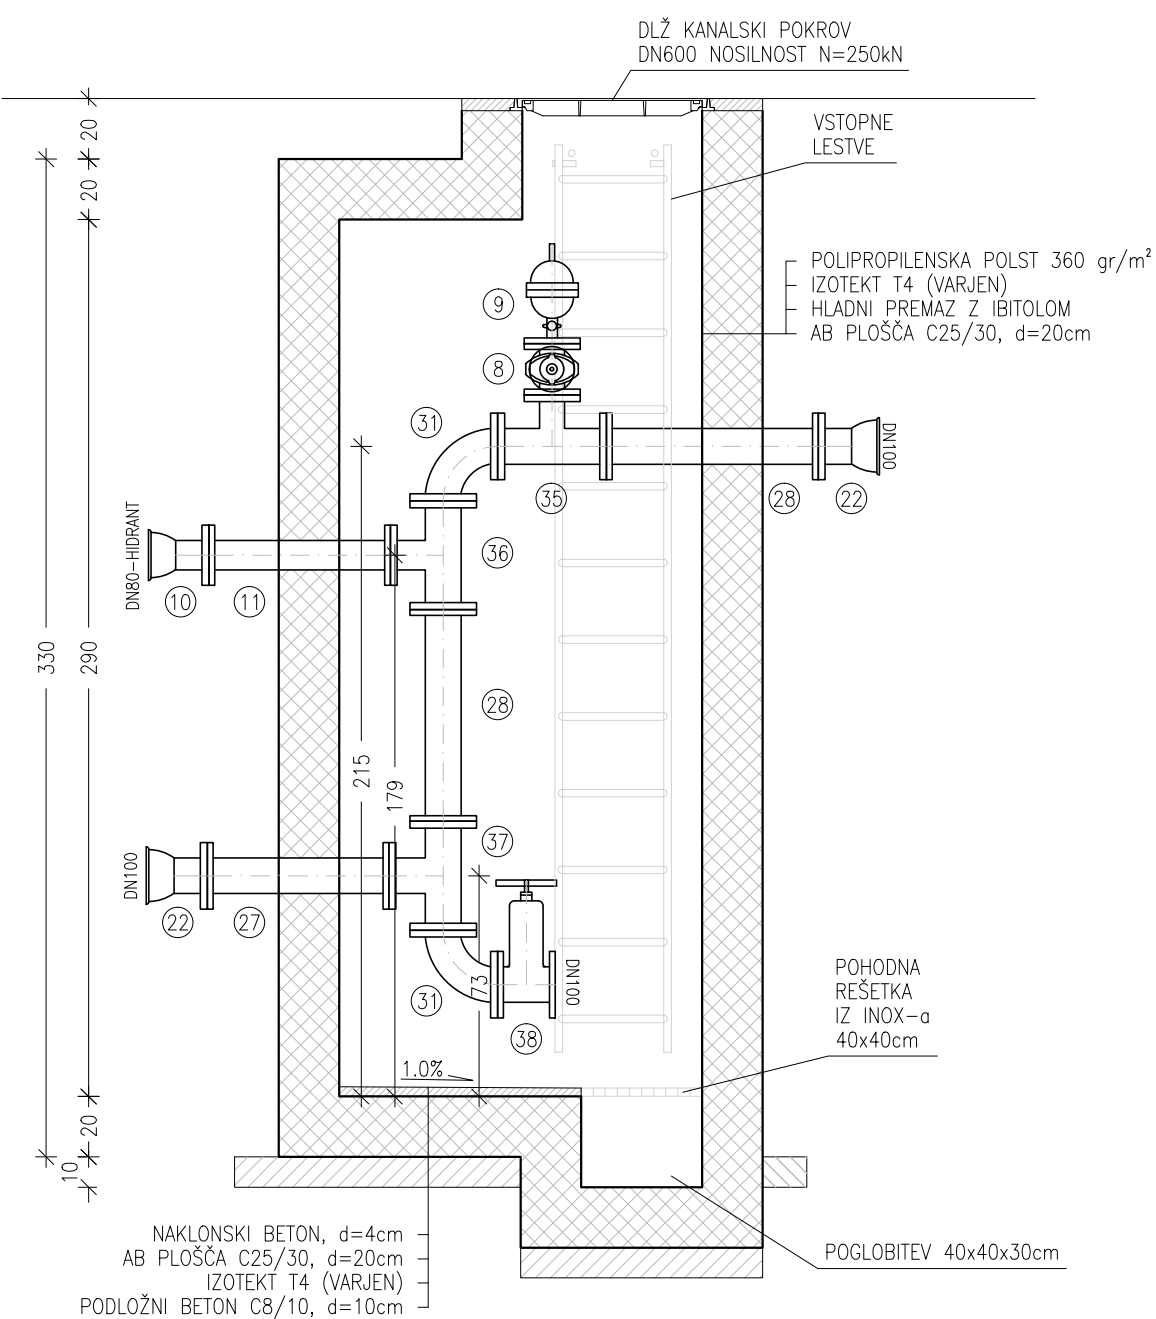 DLŽ KANALSKI POKROV
DN600 NOSILNOST N=250kN
VSTOPNE
LESTVE
POLIPROPILENSKA POLST 360 gr/m²
IZOTEKT T4 (VARJEN)
HLADNI PREMAZ Z IBITOLOM
AB PLOŠČA C25/30, d=20cm
20
20
330
290
20
10
215
179
73
9
8
31
35
28
22
DN100
DN80-HIDRANT
10
11
36
28
37
DN100
22
27
31
38
DN100
1.0%
POHODNA
REŠETKA
IZ INOX-a
40x40cm
NAKLONSKI BETON, d=4cm
AB PLOŠČA C25/30, d=20cm
IZOTEKT T4 (VARJEN)
PODLOŽNI BETON C8/10, d=10cm
POGLOBITEV 40x40x30cm